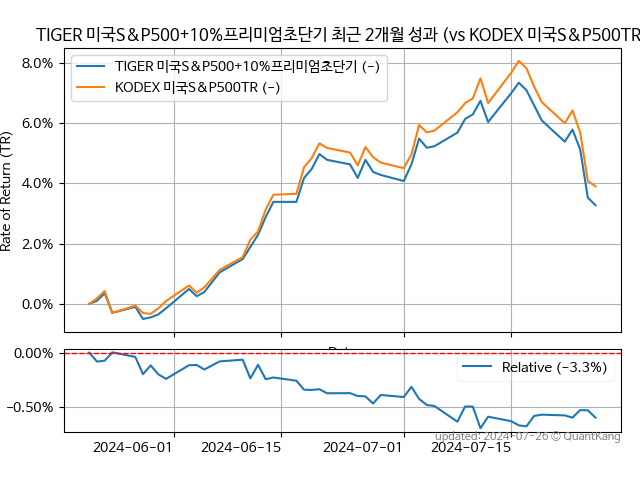 TIGER 미국S&P500+10%프리미엄초단기 최근 2개월 성과 (vs KODEX 미국S&P500TR
TIGER 미국S&P500+10%프리미엄초단기 (-)
KODEX 미국S&P500TR (-)
Rate of Return (TR)
8.0%
6.0%
4.0%
2.0%
0.0%
0.00%
-0.50%
Relative (-3.3%)
2024-06-01
2024-06-15
2024-07-01
2024-07-15
updated: 2024-07-26 © QuantKang